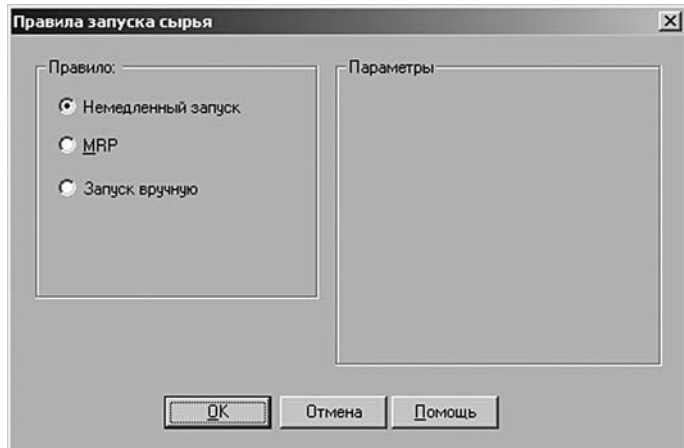 Правила запуска сырья
Правило:
Немедленный запуск
MRP
Запуск вручную
Параметры
OK
Отмена
Помощь